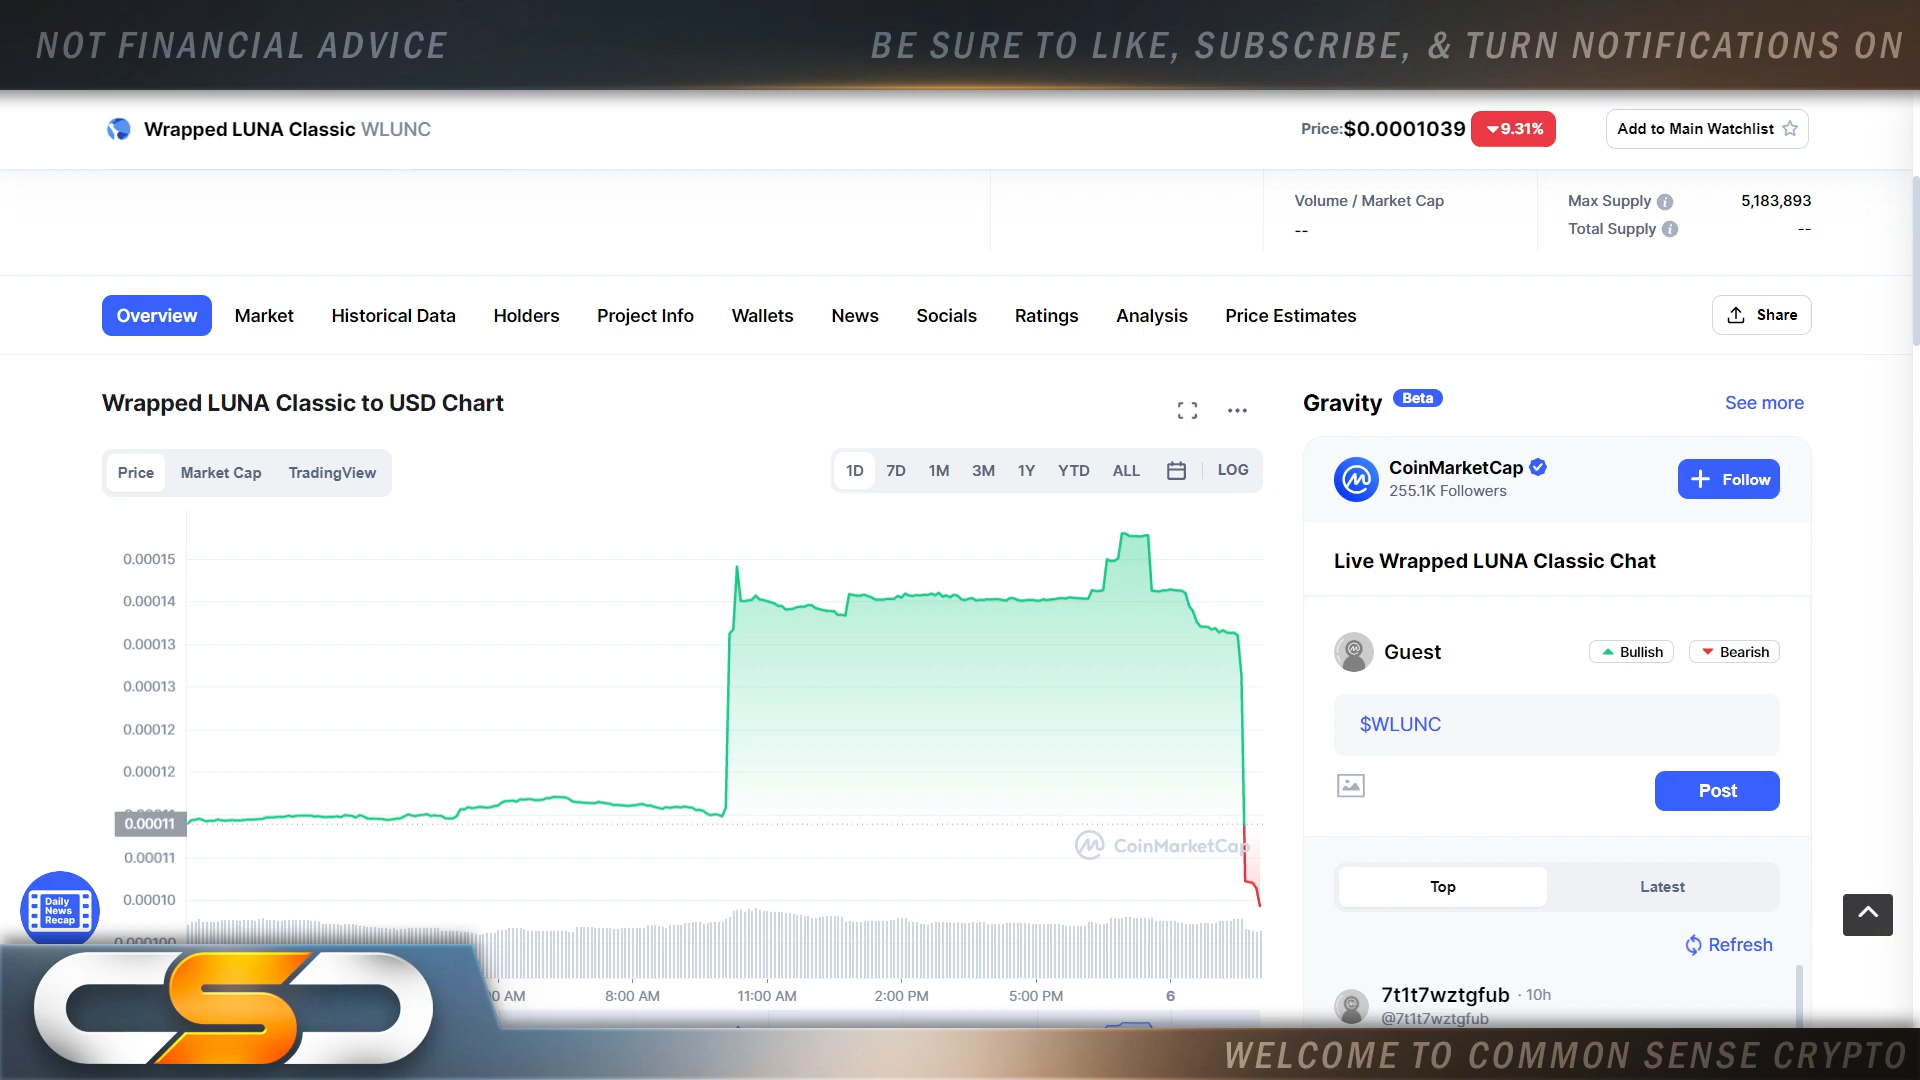 NOT FINANCIAL ADVICE
BE SURE TO LIKE, SUBSCRIBE, & TURN NOTIFICATIONS ON
Wrapped LUNA Classic WLUNC
Price:$0.0001039 9.31%
Add to Main Watchlist
Volume / Market Cap
--
Max Supply 5,183,893
Total Supply --
Overview Market Historical Data Holders Project Info Wallets News Socials Ratings Analysis Price Estimates
Share
Wrapped LUNA Classic to USD Chart
Price Market Cap TradingView
1D 7D 1M 3M 1Y YTD ALL LOG
0.00015
0.00014
0.00013
0.00013
0.00012
0.00012
0.00011
0.00011
0.00010
0.000100
CoinMarketCap
8:00 AM 11:00 AM 2:00 PM 5:00 PM 6
Gravity Beta
See more
CoinMarketCap
255.1K Followers
Follow
Live Wrapped LUNA Classic Chat
Guest
Bullish
Bearish
$WLUNC
Post
Top
Latest
Refresh
7t1t7wztgfub · 10h
@7t1t7wztgfub
Daily
News
Recap
CSC
WELCOME TO COMMON SENSE CRYPTO